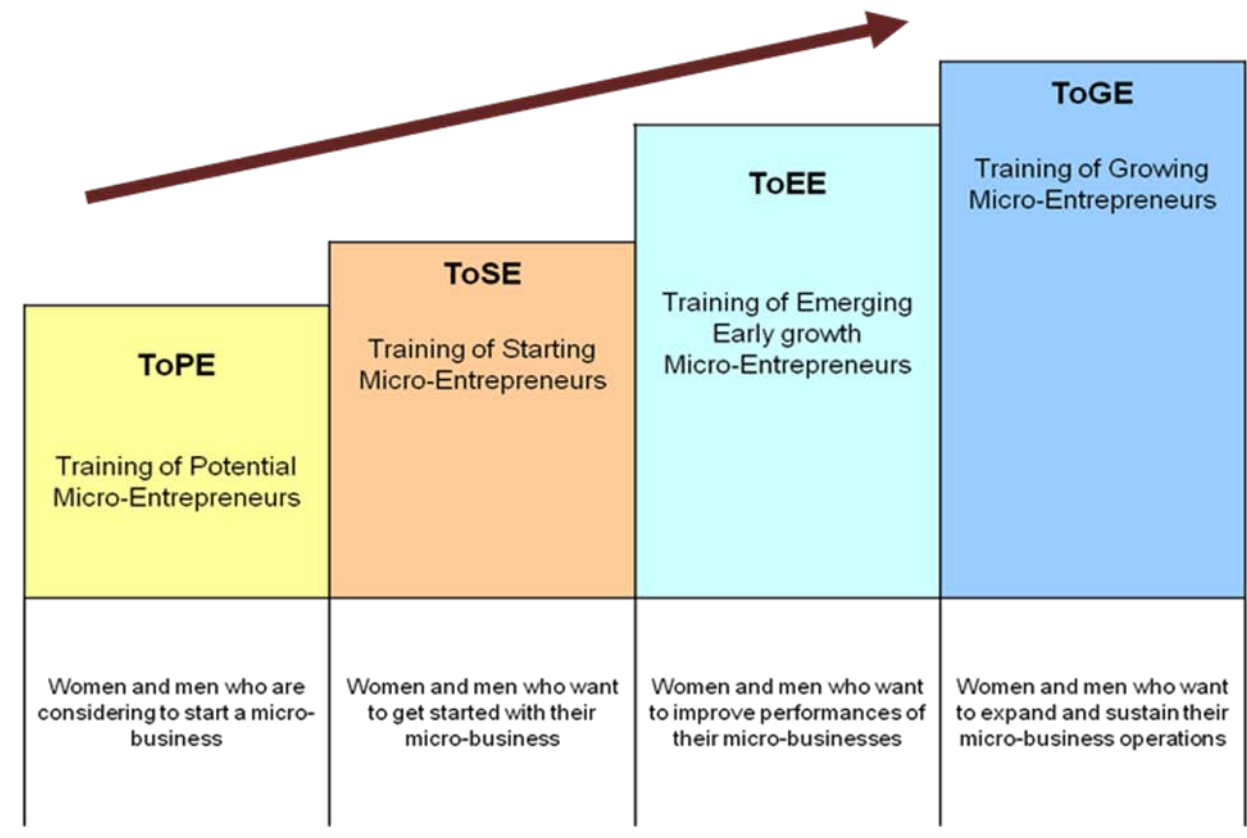 ToPE
Training of Potential
Micro-Entrepreneurs
ToSE
Training of Starting
Micro-Entrepreneurs
ToEE
Training of Emerging
Early growth
Micro-Entrepreneurs
ToGE
Training of Growing
Micro-Entrepreneurs
Women and men who are
considering to start a micro-
business
Women and men who want
to get started with their
micro-business
Women and men who want
to improve performances of
their micro-businesses
Women and men who want
to expand and sustain their
micro-business operations